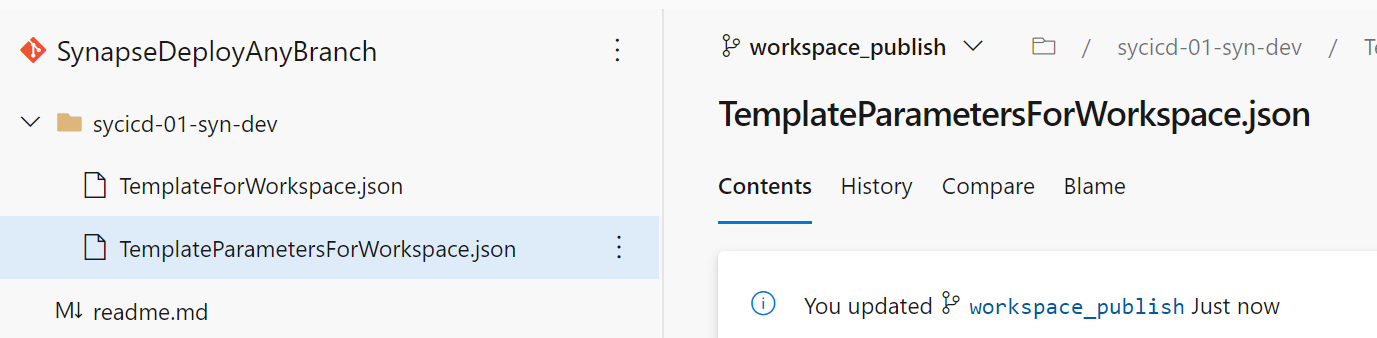 SynapseDeployAnyBranch
sycicd-01-syn-dev
TemplateForWorkspace.json
TemplateParametersForWorkspace.json
M↓ readme.md
workspace_publish / sycicd-01-syn-dev /
TemplateParametersForWorkspace.json
Contents History Compare Blame
You updated workspace_publish Just now